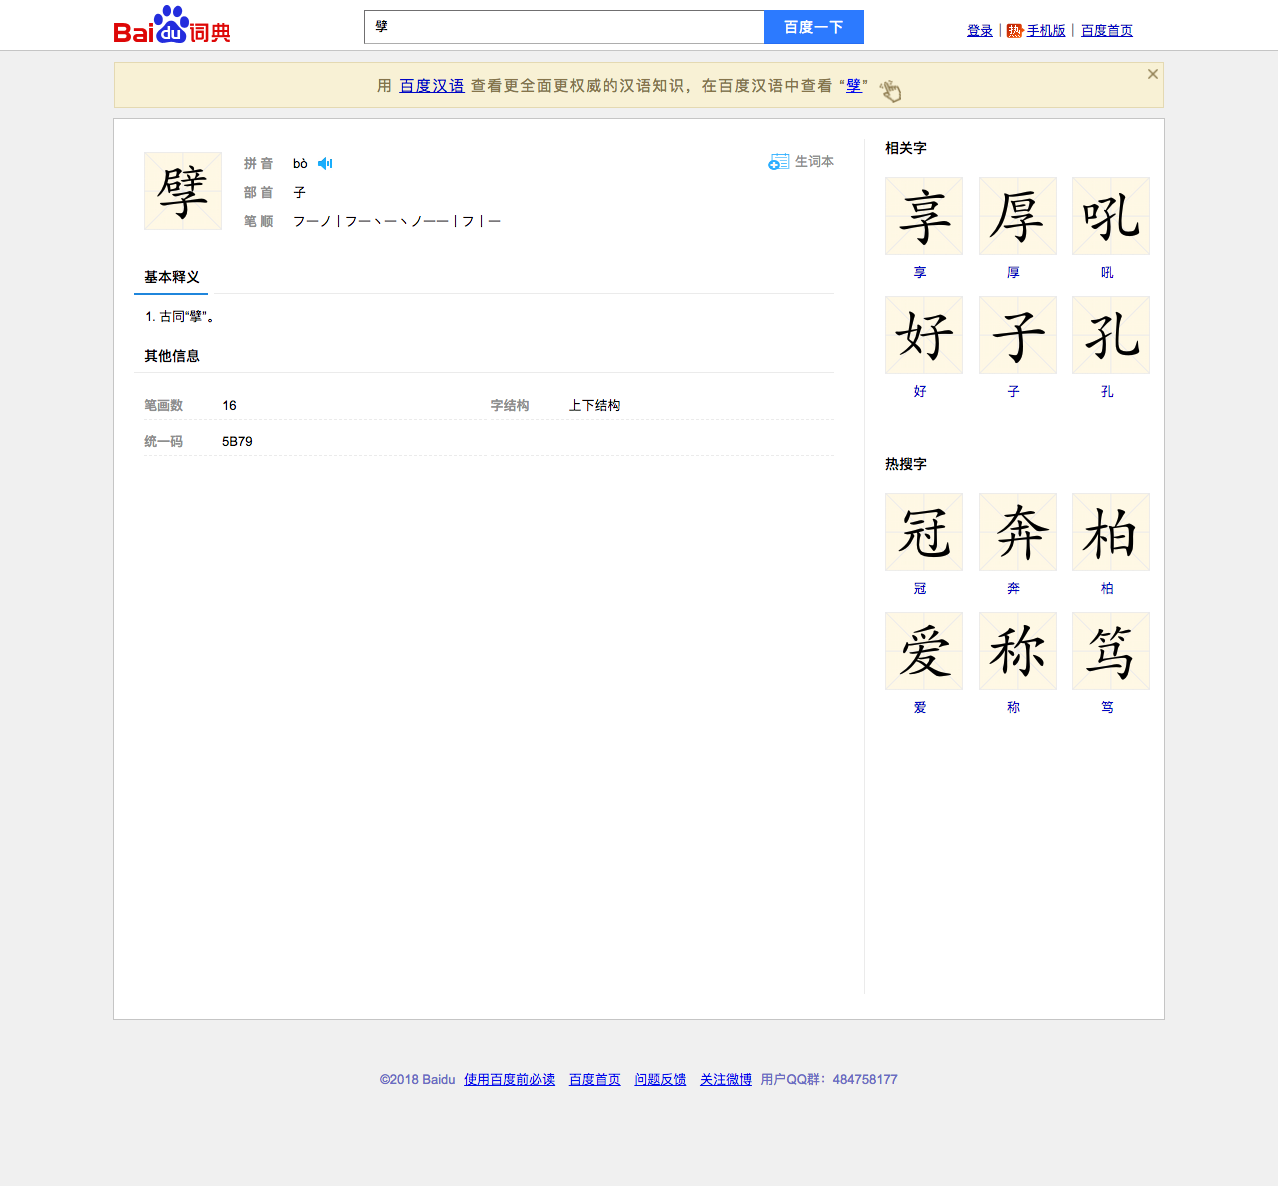 Bai du 词典
孹
百度一下
登录 | 热 手机版 | 百度首页
用 百度汉语 查看更全面更权威的汉语知识，在百度汉语中查看 “孹”
孹
拼 音 bò
生词本
部 首 子
笔 顺 フ一ノ丨フ一丶一丶ノ一一丨フ丨一
基本释义
1. 古同“擘”。
其他信息
笔画数 16 字结构 上下结构
统一码 5B79
相关字
享 厚 吼
享 厚 吼
好 子 孔
好 子 孔
热搜字
冠 奔 柏
冠 奔 柏
爱 称 笃
爱 称 笃
©2018 Baidu 使用百度前必读 百度首页 问题反馈 关注微博 用户QQ群：484758177